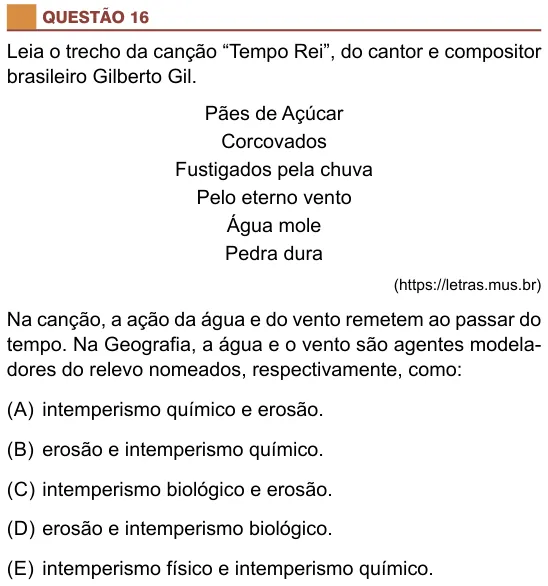 QUESTÃO 16
Leia o trecho da canção “Tempo Rei”, do cantor e compositor
brasileiro Gilberto Gil.
Pães de Açúcar
Corcovados
Fustigados pela chuva
Pelo eterno vento
Água mole
Pedra dura
(https://letras.mus.br)
Na canção, a ação da água e do vento remetem ao passar do
tempo. Na Geografia, a água e o vento são agentes modela-
dores do relevo nomeados, respectivamente, como:
(A) intemperismo químico e erosão.
(B) erosão e intemperismo químico.
(C) intemperismo biológico e erosão.
(D) erosão e intemperismo biológico.
(E) intemperismo físico e intemperismo químico.